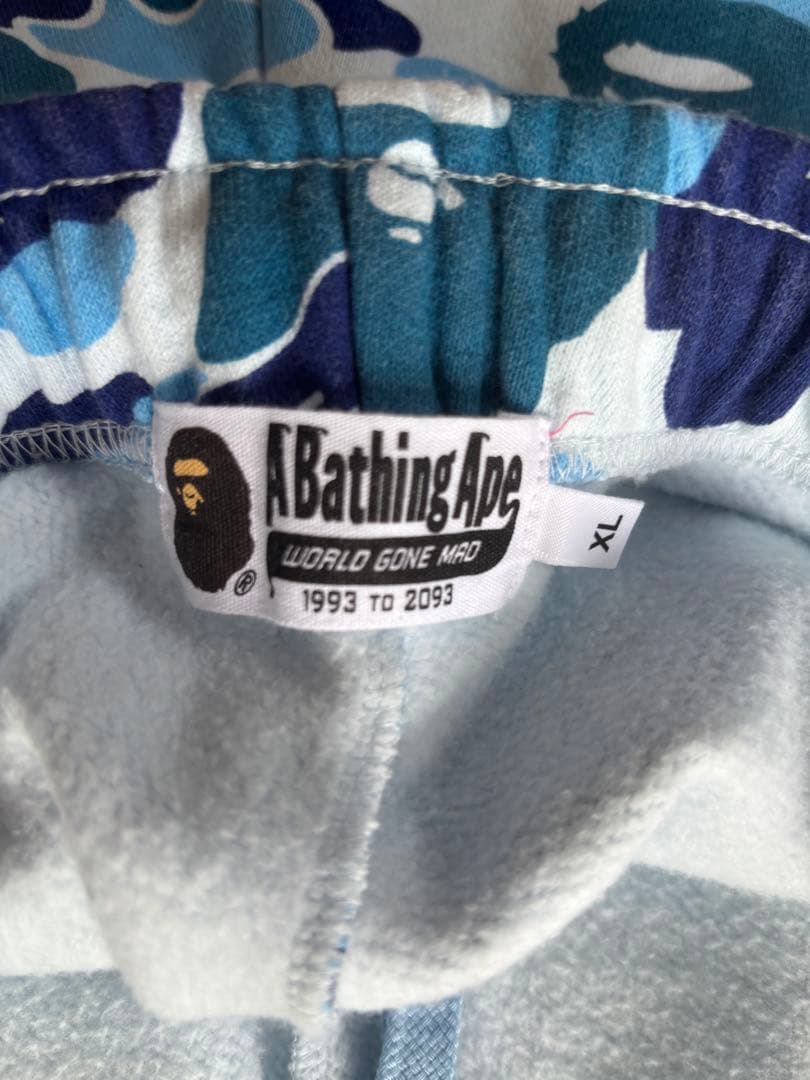 A Bathing Ape
WORLD GONE MAD
1993 TO 2093
®
XL